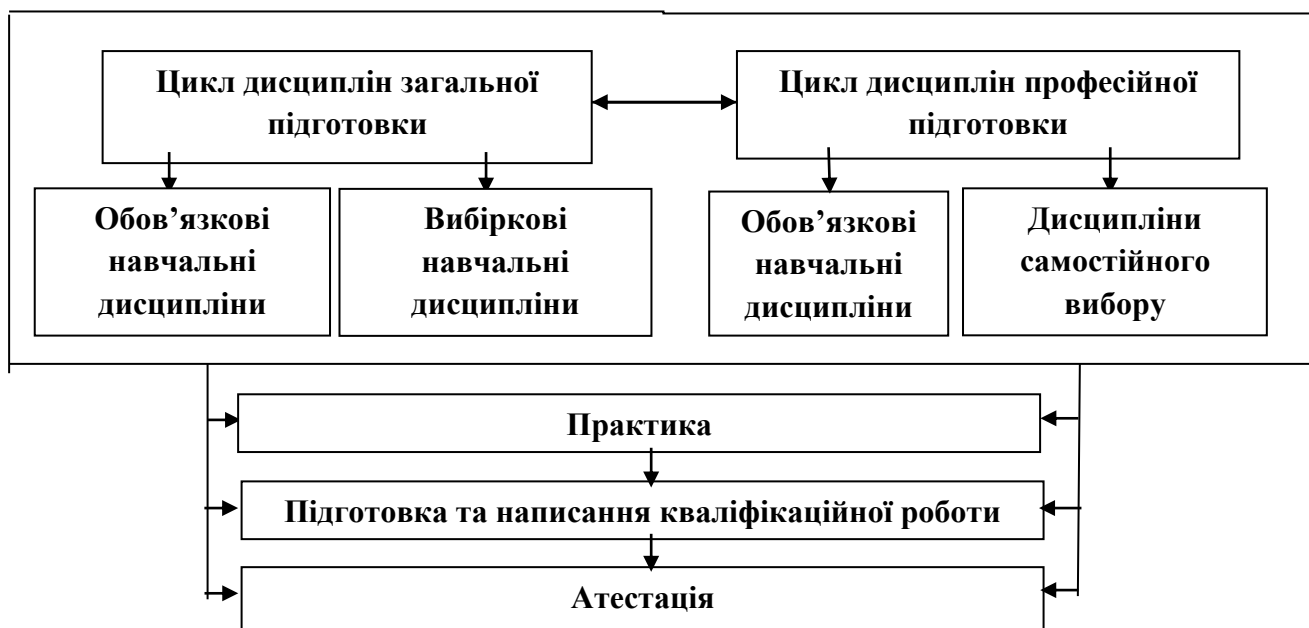 Цикл дисциплін загальної
підготовки
Цикл дисциплін професійної
підготовки
Обов’язкові
навчальні
дисципліни
Вибіркові
навчальні
дисципліни
Обов’язкові
навчальні
дисципліни
Дисципліни
самостійного
вибору
Практика
Підготовка та написання кваліфікаційної роботи
Атестація